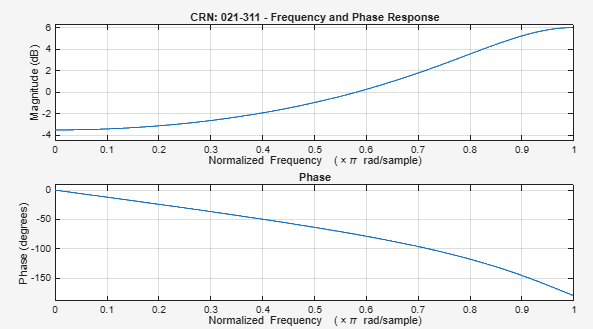 CRN: 021-311 - Frequency and Phase Response
Magnitude (dB)
6
4
2
0
-2
-4
0 0.1 0.2 0.3 0.4 0.5 0.6 0.7 0.8 0.9 1
Normalized Frequency (×π rad/sample)
Phase
Phase (degrees)
0
-50
-100
-150
0 0.1 0.2 0.3 0.4 0.5 0.6 0.7 0.8 0.9 1
Normalized Frequency (×π rad/sample)